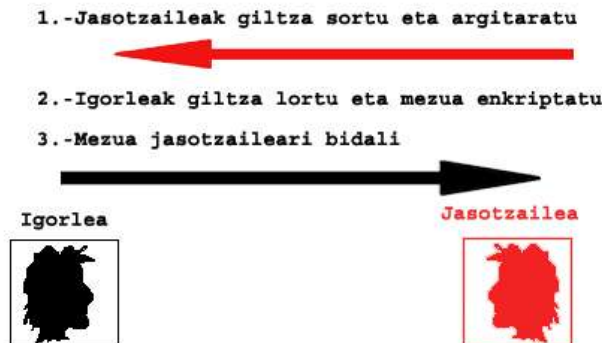 1.-Jasotzaileak giltza sortu eta argitaratu
2.-Igorleak giltza lortu eta mezua enkriptatu
3.-Mezua jasotzaileari bidali
Igorlea
Jasotzailea